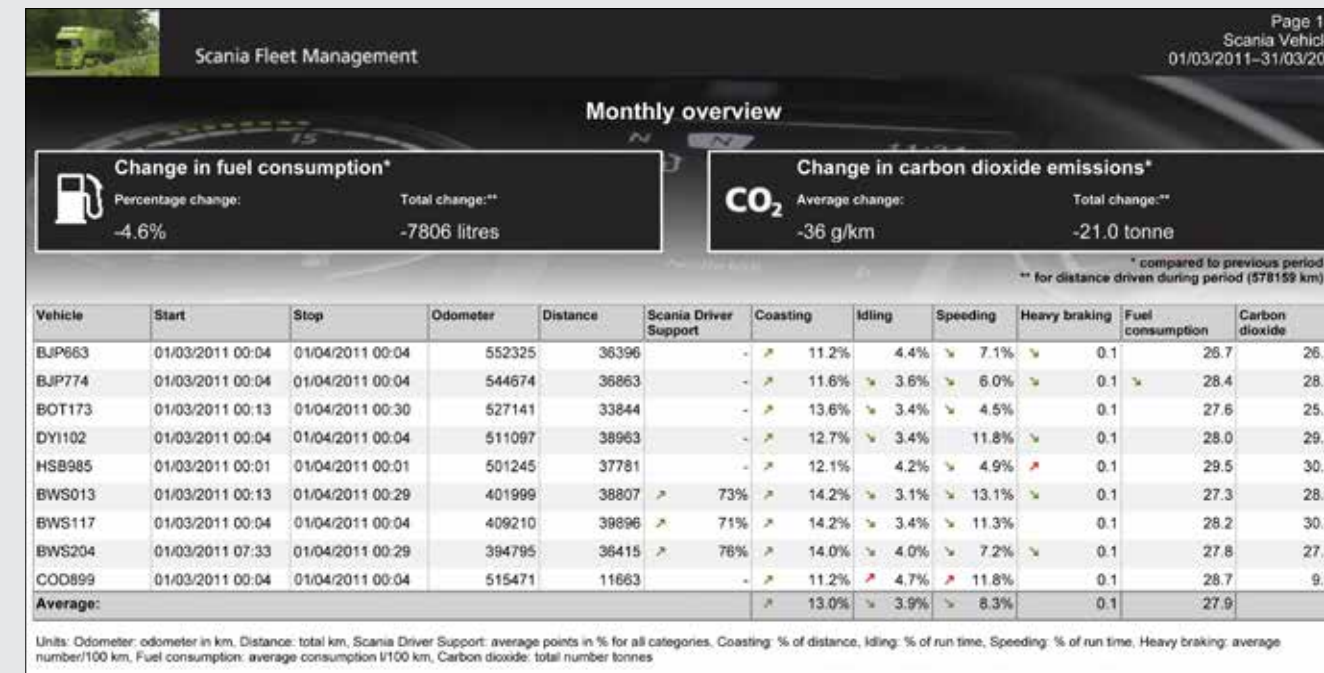 Page 1
Scania Fleet Management
Scania Vehicl
01/03/2011–31/03/20
Monthly overview
Change in fuel consumption*
Percentage change: Total change:**
-4.6% -7806 litres
CO₂
Change in carbon dioxide emissions*
Average change: Total change:**
-36 g/km -21.0 tonne
* compared to previous period
** for distance driven during period (578159 km)
Vehicle Start Stop Odometer Distance Scania Driver Support Coasting Idling Speeding Heavy braking Fuel consumption Carbon dioxide
BJP663 01/03/2011 00:04 01/04/2011 00:04 552325 36396 - 11.2% 4.4% 7.1% 0.1 26.7 26.
BJP774 01/03/2011 00:04 01/04/2011 00:04 544674 36863 - 11.6% 3.6% 6.0% 0.1 28.4 28.
BOT173 01/03/2011 00:13 01/04/2011 00:30 527141 33844 - 13.6% 3.4% 4.5% 0.1 27.6 25.
DYI102 01/03/2011 00:04 01/04/2011 00:04 511097 38963 - 12.7% 3.4% 11.8% 0.1 28.0 29.
HSB985 01/03/2011 00:01 01/04/2011 00:01 501245 37781 - 12.1% 4.2% 4.9% 0.1 29.5 30.
BWS013 01/03/2011 00:13 01/04/2011 00:29 401999 38807 73% 14.2% 3.1% 13.1% 0.1 27.3 28.
BWS117 01/03/2011 00:04 01/04/2011 00:04 409210 39896 71% 14.2% 3.4% 11.3% 0.1 28.2 30.
BWS204 01/03/2011 07:33 01/04/2011 00:29 394795 36415 76% 14.0% 4.0% 7.2% 0.1 27.8 27.
COD899 01/03/2011 00:04 01/04/2011 00:04 515471 11663 - 11.2% 4.7% 11.8% 0.1 28.7 9.
Average: 13.0% 3.9% 8.3% 0.1 27.9
Units: Odometer: odometer in km, Distance: total km, Scania Driver Support: average points in % for all categories, Coasting: % of distance, Idling: % of run time, Speeding: % of run time, Heavy braking: average
number/100 km, Fuel consumption: average consumption l/100 km, Carbon dioxide: total number tonnes